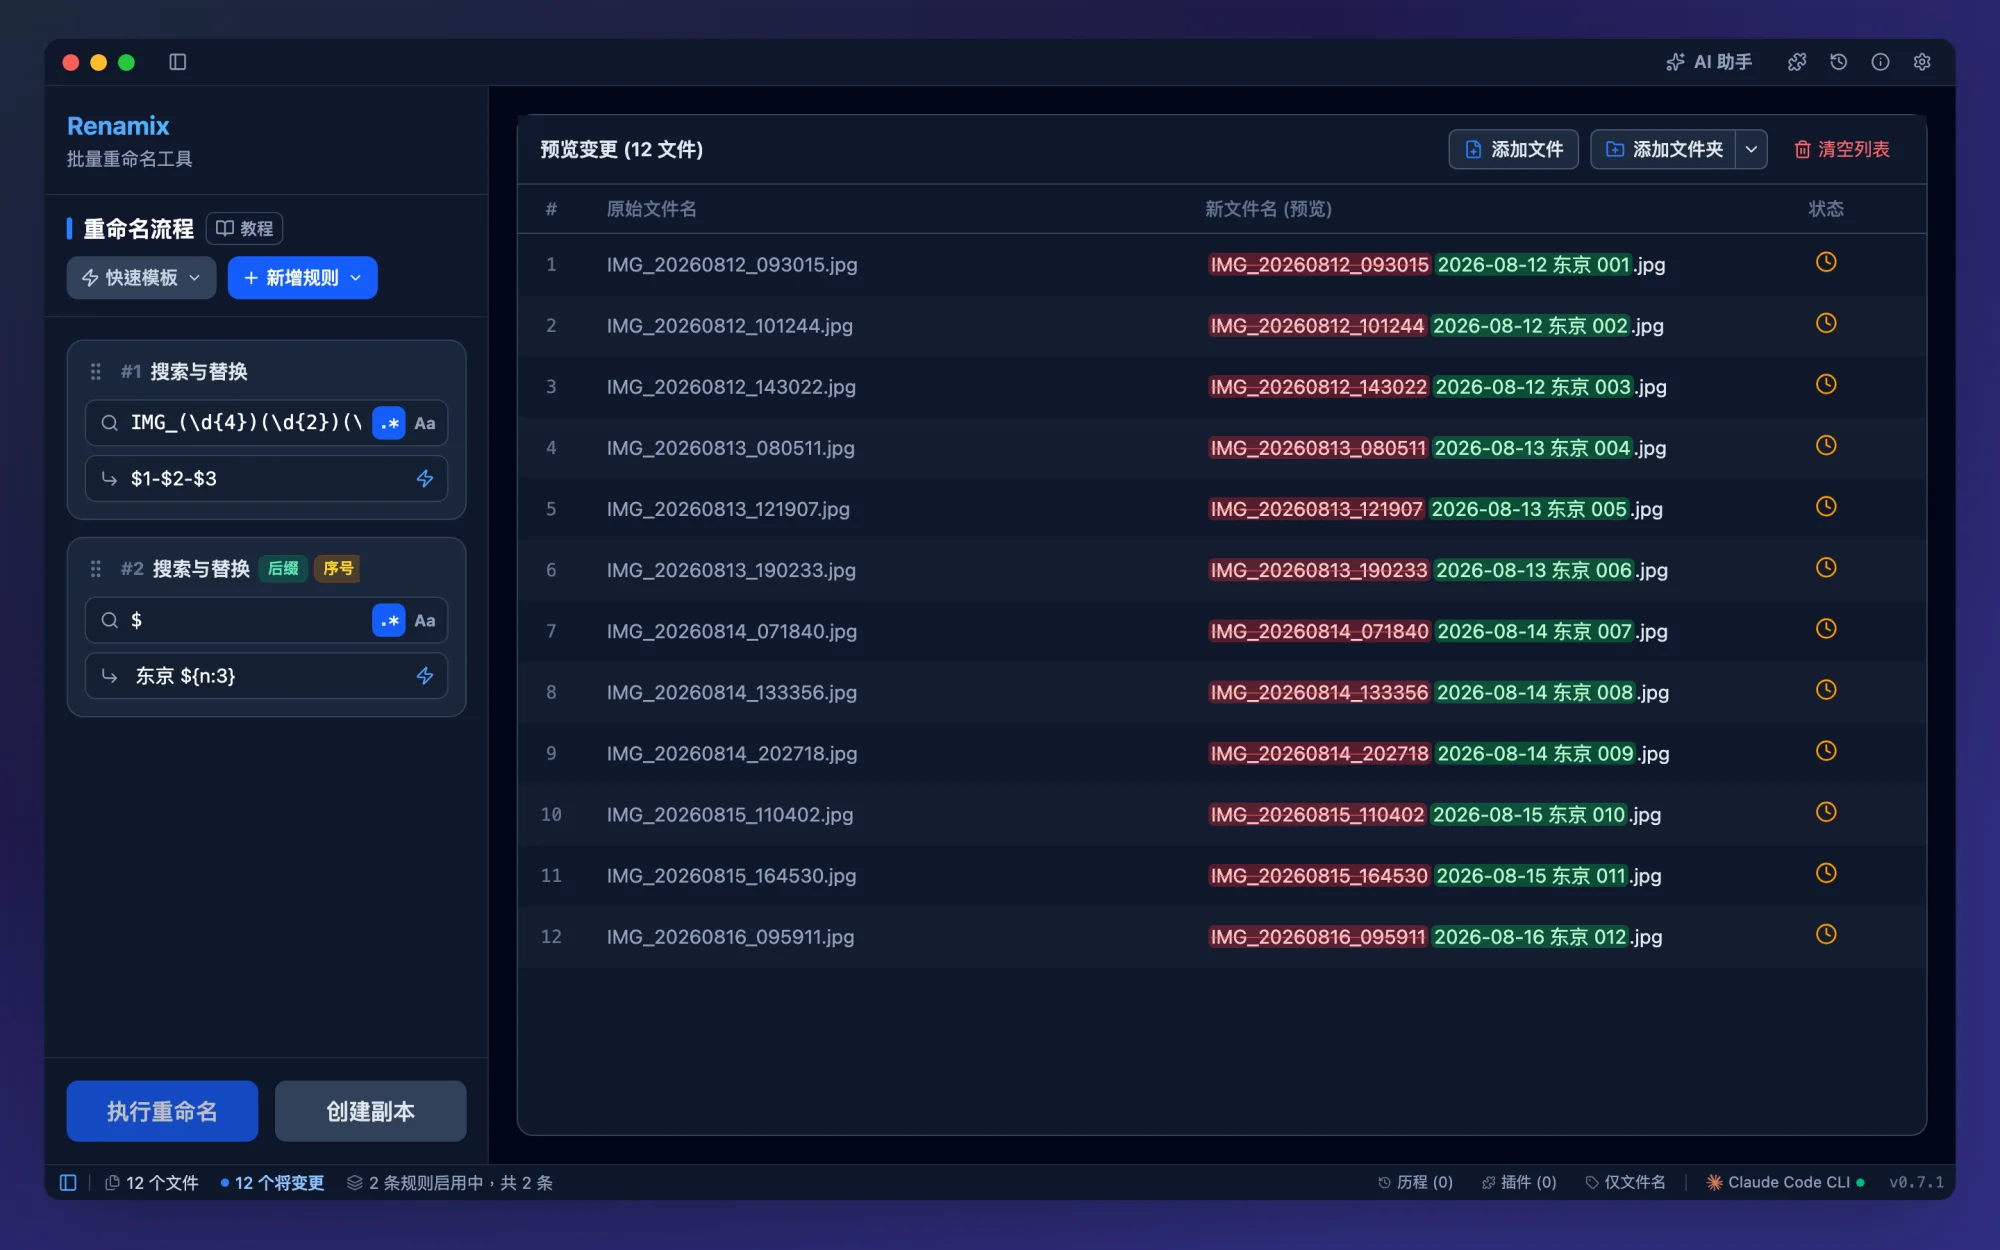 AI 助手
Renamix
批量重命名工具
重命名流程
教程
快速模板
新增规则
#1 搜索与替换
IMG_(\d{4})(\d{2})(\
.*
Aa
$1-$2-$3
#2 搜索与替换 后缀 序号
$
.*
Aa
东京 ${n:3}
执行重命名
创建副本
预览变更 (12 文件)
添加文件
添加文件夹
清空列表
# 原始文件名 新文件名 (预览) 状态
1 IMG_20260812_093015.jpg IMG_20260812_093015 2026-08-12 东京 001.jpg
2 IMG_20260812_101244.jpg IMG_20260812_101244 2026-08-12 东京 002.jpg
3 IMG_20260812_143022.jpg IMG_20260812_143022 2026-08-12 东京 003.jpg
4 IMG_20260813_080511.jpg IMG_20260813_080511 2026-08-13 东京 004.jpg
5 IMG_20260813_121907.jpg IMG_20260813_121907 2026-08-13 东京 005.jpg
6 IMG_20260813_190233.jpg IMG_20260813_190233 2026-08-13 东京 006.jpg
7 IMG_20260814_071840.jpg IMG_20260814_071840 2026-08-14 东京 007.jpg
8 IMG_20260814_133356.jpg IMG_20260814_133356 2026-08-14 东京 008.jpg
9 IMG_20260814_202718.jpg IMG_20260814_202718 2026-08-14 东京 009.jpg
10 IMG_20260815_110402.jpg IMG_20260815_110402 2026-08-15 东京 010.jpg
11 IMG_20260815_164530.jpg IMG_20260815_164530 2026-08-15 东京 011.jpg
12 IMG_20260816_095911.jpg IMG_20260816_095911 2026-08-16 东京 012.jpg
12 个文件 12 个将变更 2 条规则启用中，共 2 条 历程 (0) 插件 (0) 仅文件名 Claude Code CLI v0.7.1